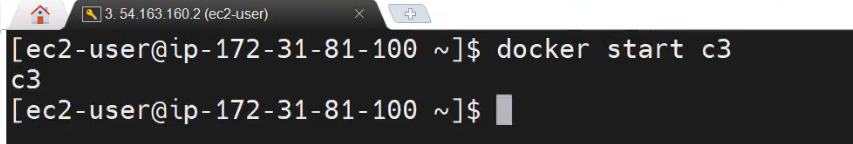 3. 54.163.160.2 (ec2-user)
[ec2-user@ip-172-31-81-100 ~]$ docker start c3
c3
[ec2-user@ip-172-31-81-100 ~]$